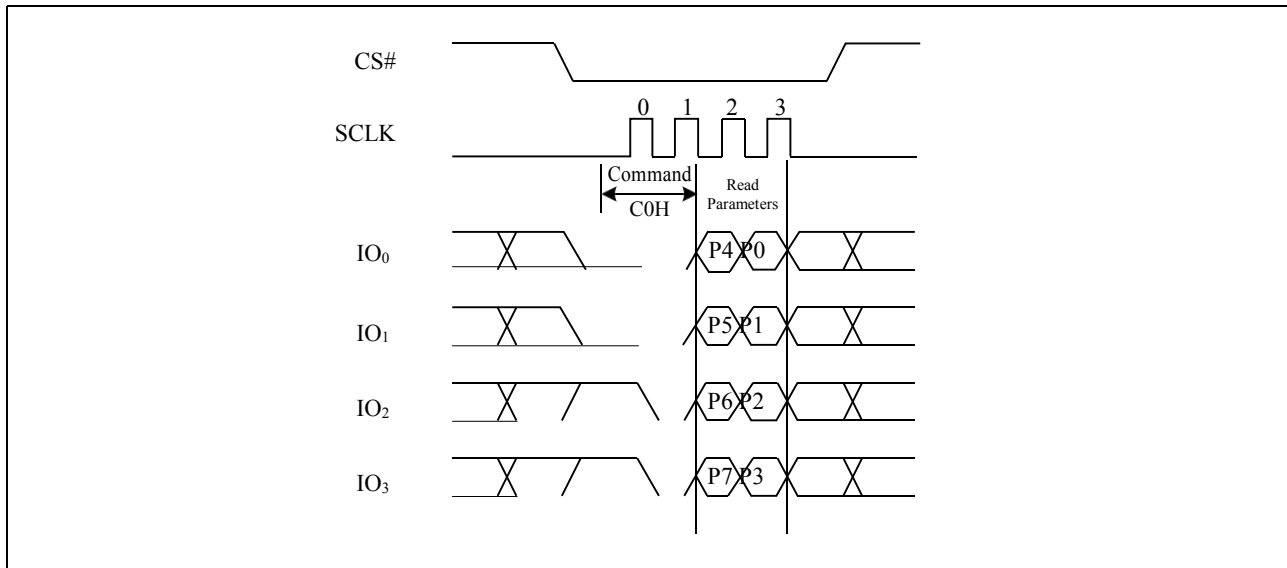 CS#
0 1 2 3
SCLK
Command
C0H
Read
Parameters
IO0 P4 P0
IO1 P5 P1
IO2 P6 P2
IO3 P7 P3